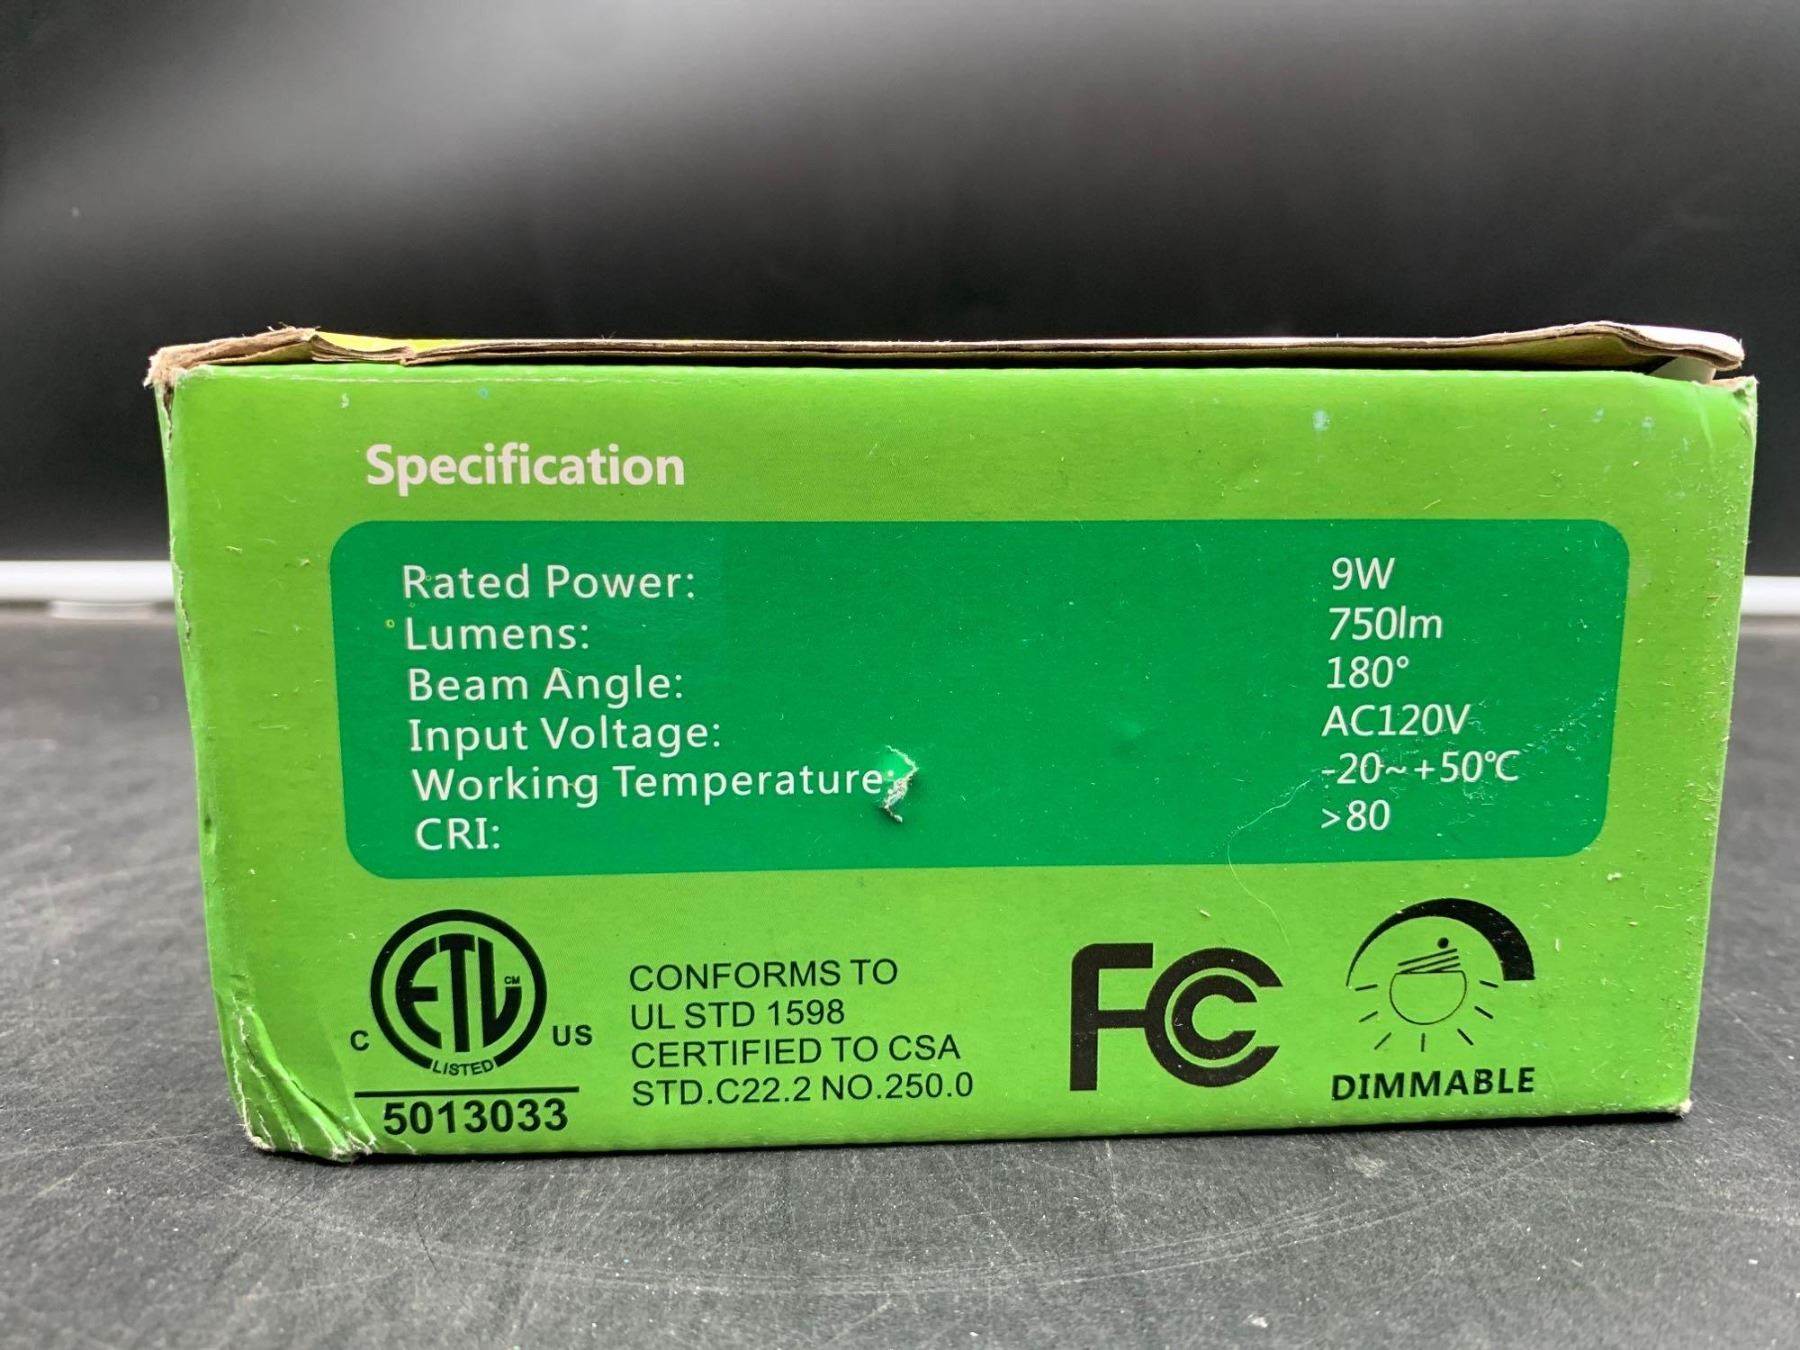 Specification
Rated Power: 9W
Lumens: 750lm
Beam Angle: 180°
Input Voltage: AC120V
Working Temperature: -20~+50℃
CRI: >80
ETL CM
C US
LISTED
5013033
CONFORMS TO
UL STD 1598
CERTIFIED TO CSA
STD.C22.2 NO.250.0
FC
DIMMABLE